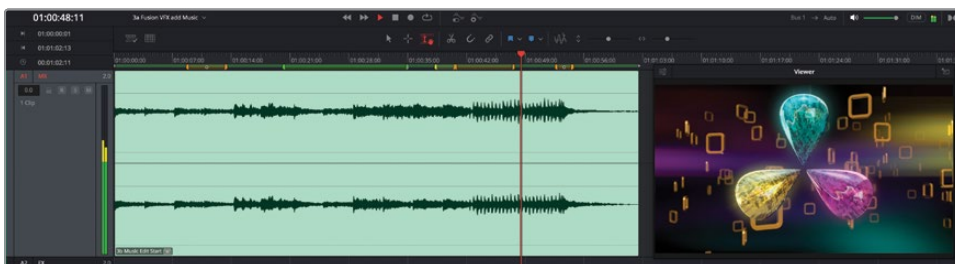 01:00:48:11
3a Fusion VFX add Music
Bus 1 → Auto
DIM
01:00:00:01
01:01:02:13
00:01:02:11
01:00:00:00 01:00:07:00 01:00:14:00 01:00:21:00 01:00:28:00 01:00:35:00 01:00:42:00 01:00:49:00 01:00:56:00 01:01:03:00 01:01:10:00 01:01:17:00 01:01:24:00 01:01:31:00
A1 MX 2.0
Viewer
0.0 R S M
1 Clip
3a Music Edit Start
A2 FX 2.0